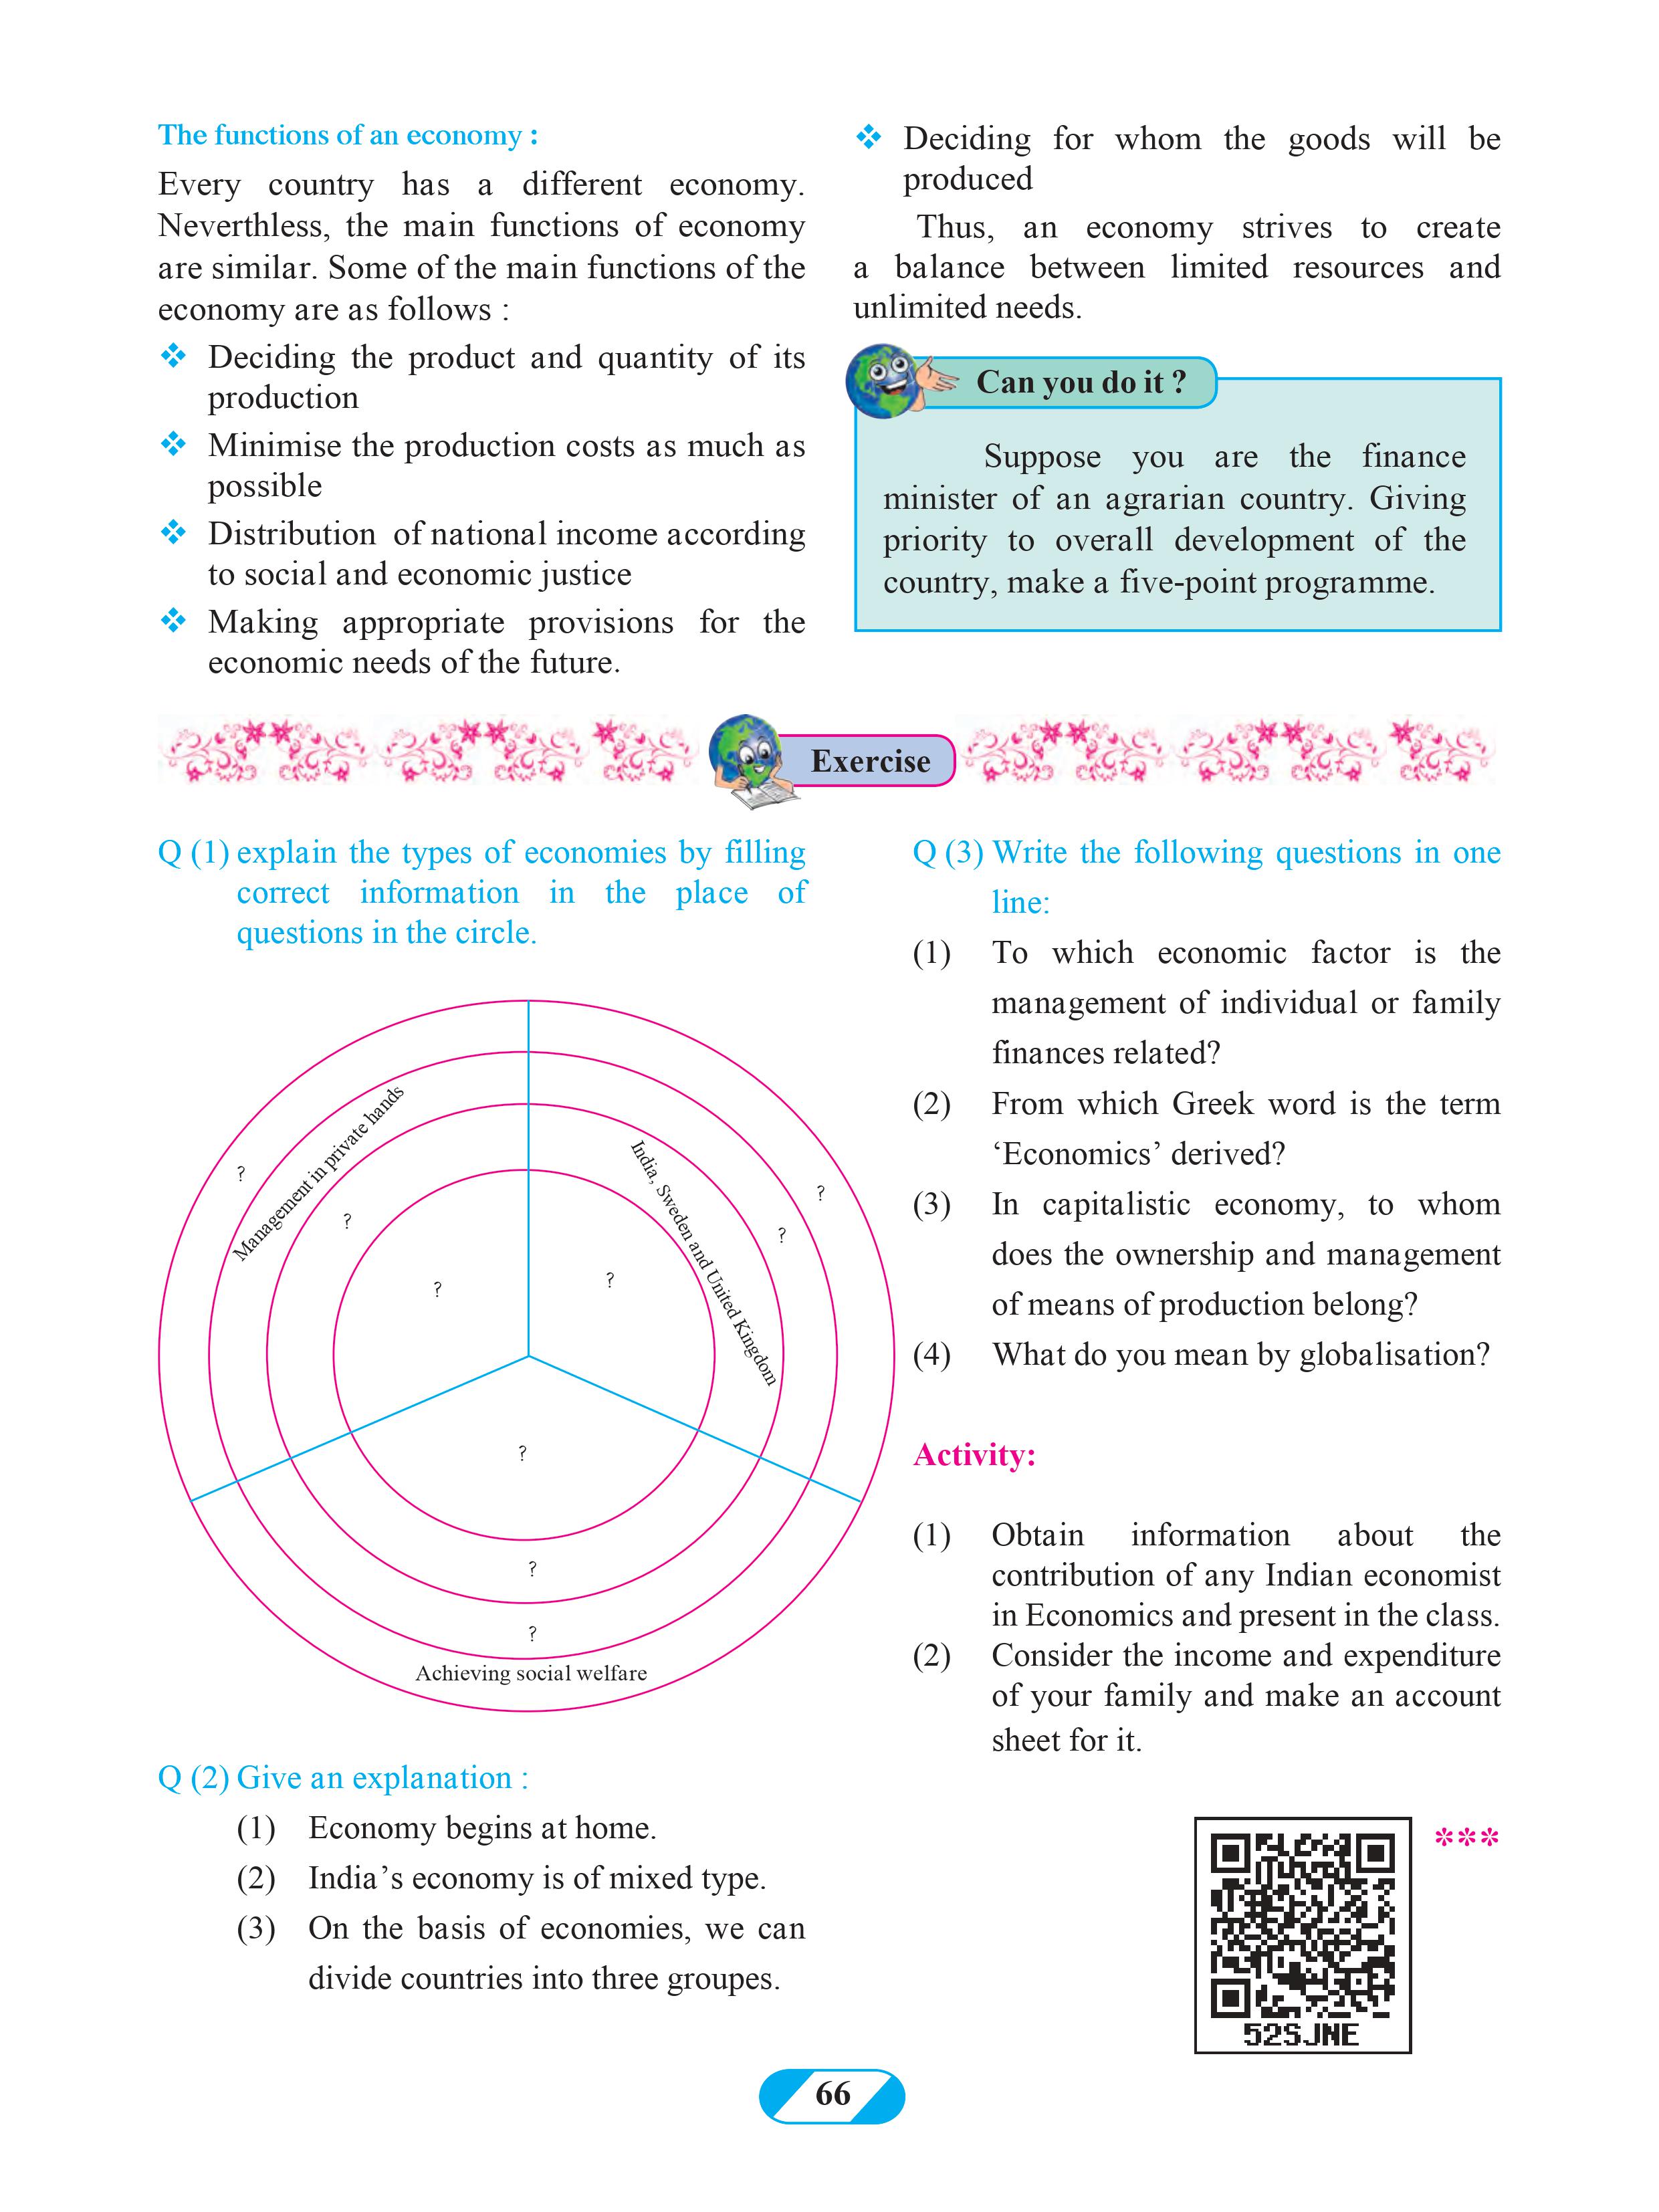 The functions of an economy :
Every country has a different economy.
Neverthless, the main functions of economy
are similar. Some of the main functions of the
economy are as follows :
❖ Deciding the product and quantity of its
production
❖ Minimise the production costs as much as
possible
❖ Distribution of national income according
to social and economic justice
❖ Making appropriate provisions for the
economic needs of the future.
❖ Deciding for whom the goods will be
produced
Thus, an economy strives to create
a balance between limited resources and
unlimited needs.
Can you do it ?
Suppose you are the finance
minister of an agrarian country. Giving
priority to overall development of the
country, make a five-point programme.
Exercise
Q (1) explain the types of economies by filling
correct information in the place of
questions in the circle.
Management in private hands
India, Sweden and United Kingdom
?
?
?
?
?
?
?
?
?
Achieving social welfare
Q (2) Give an explanation :
(1) Economy begins at home.
(2) India’s economy is of mixed type.
(3) On the basis of economies, we can
divide countries into three groupes.
Q (3) Write the following questions in one
line:
(1) To which economic factor is the
management of individual or family
finances related?
(2) From which Greek word is the term
‘Economics’ derived?
(3) In capitalistic economy, to whom
does the ownership and management
of means of production belong?
(4) What do you mean by globalisation?
Activity:
(1) Obtain information about the
contribution of any Indian economist
in Economics and present in the class.
(2) Consider the income and expenditure
of your family and make an account
sheet for it.
***
52SJNE
66